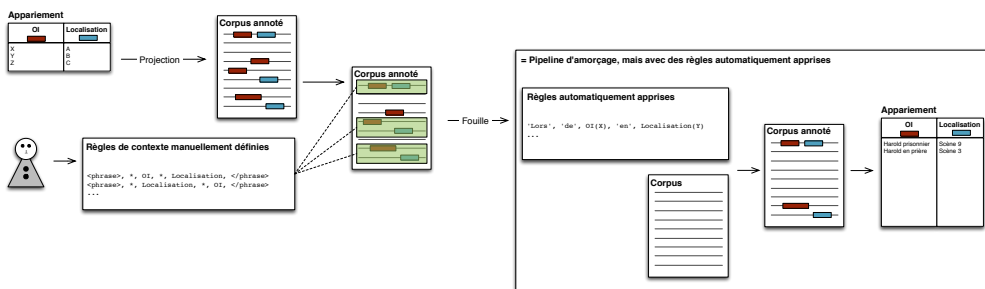 Appariement
OI Localisation
X A
Y B
Z C
Projection
Corpus annoté
Règles de contexte manuellement définies
<phrase>, *, OI, *, Localisation, </phrase>
<phrase>, *, Localisation, *, OI, </phrase>
...
Corpus annoté
Fouille
= Pipeline d'amorçage, mais avec des règles automatiquement apprises
Règles automatiquement apprises
'Lors', 'de', OI(X), 'en', Localisation(Y)
...
Corpus
Corpus annoté
Appariement
OI Localisation
Harold prisonnier Scène 9
Harold en prière Scène 3